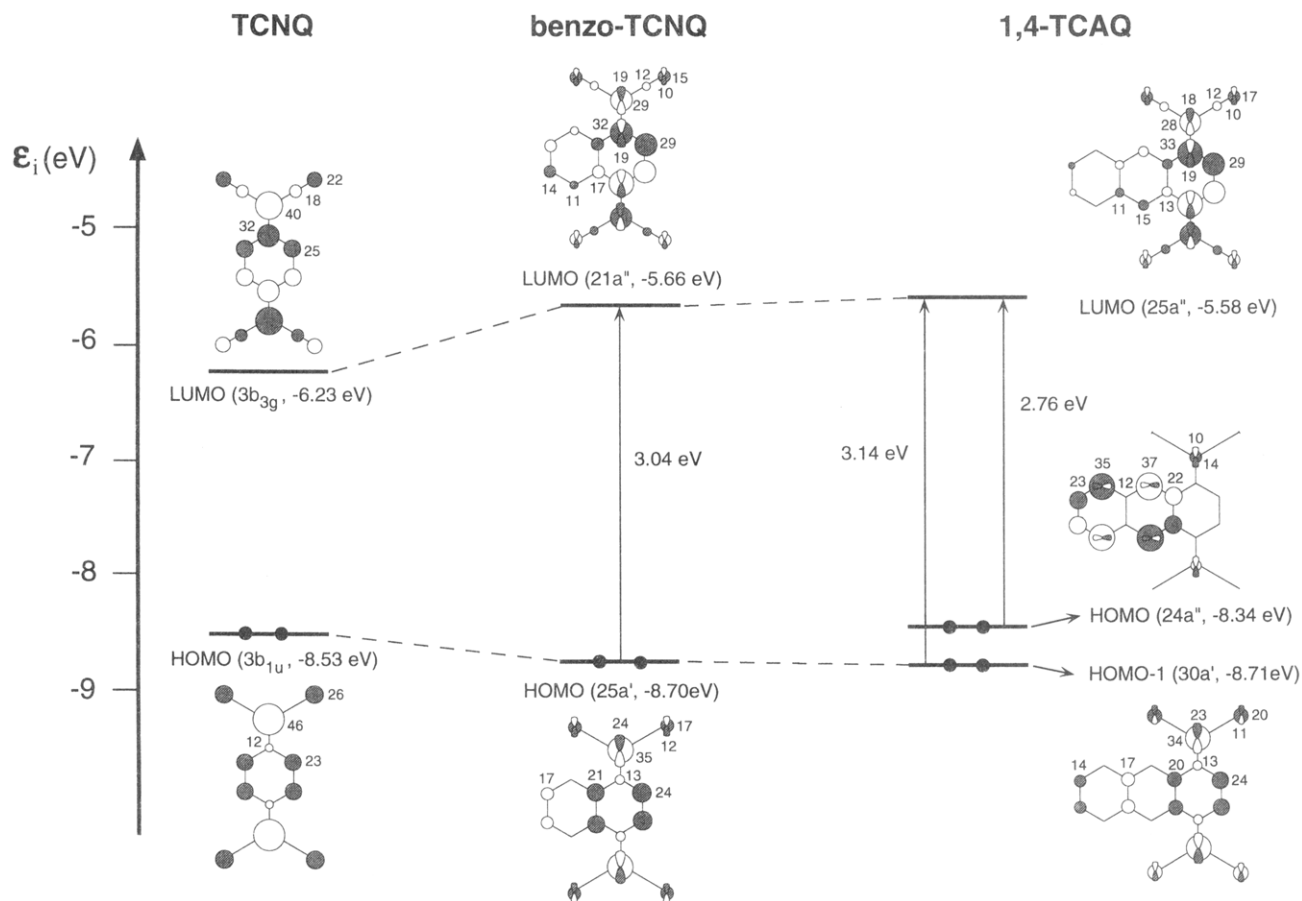 TCNQ benzo-TCNQ 1,4-TCAQ
εi (eV)
-5
-6
-7
-8
-9
22
18
40
32
25
LUMO (3b3g, -6.23 eV)
HOMO (3b1u, -8.53 eV)
26
46
12
23
19 12 15
10
29
32
29
19
14 17
11
LUMO (21a", -5.66 eV)
3.04 eV
HOMO (25a', -8.70eV)
24
17
12
35
17 21 13
24
18 12 17
10
28
33
29
19
11 13
15
LUMO (25a", -5.58 eV)
2.76 eV
3.14 eV
10
14
35 37
23 12 22
HOMO (24a", -8.34 eV)
HOMO-1 (30a', -8.71eV)
23 20
34 11
14 17 20 13
24